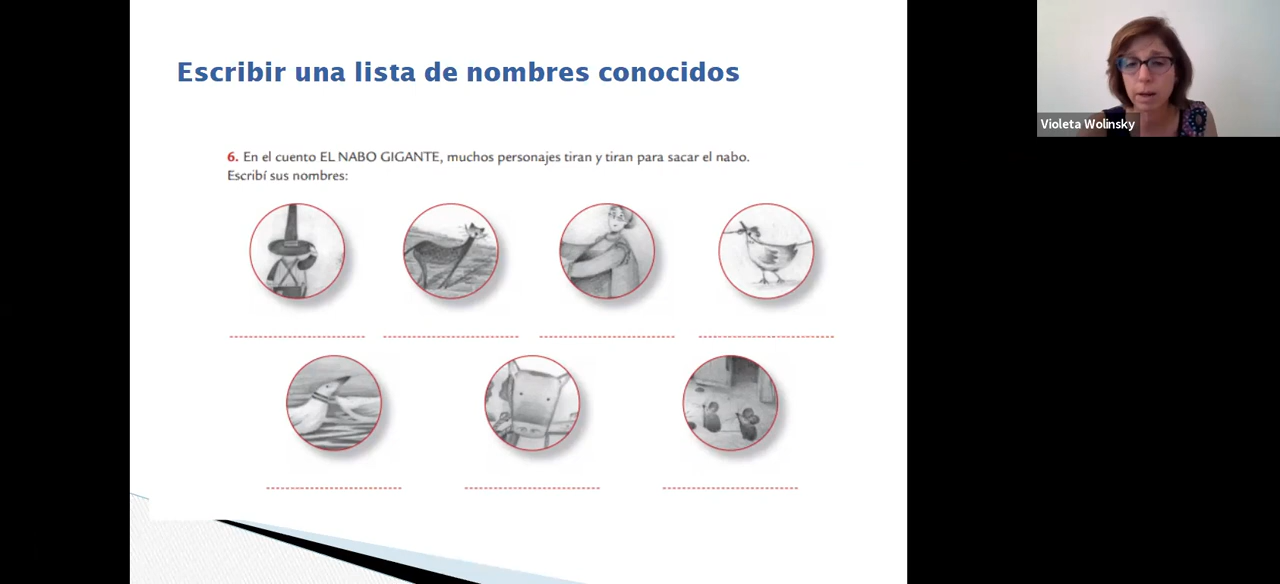 Escribir una lista de nombres conocidos
Violeta Wolinsky
6. En el cuento EL NABO GIGANTE, muchos personajes tiran y tiran para sacar el nabo.
Escribí sus nombres: